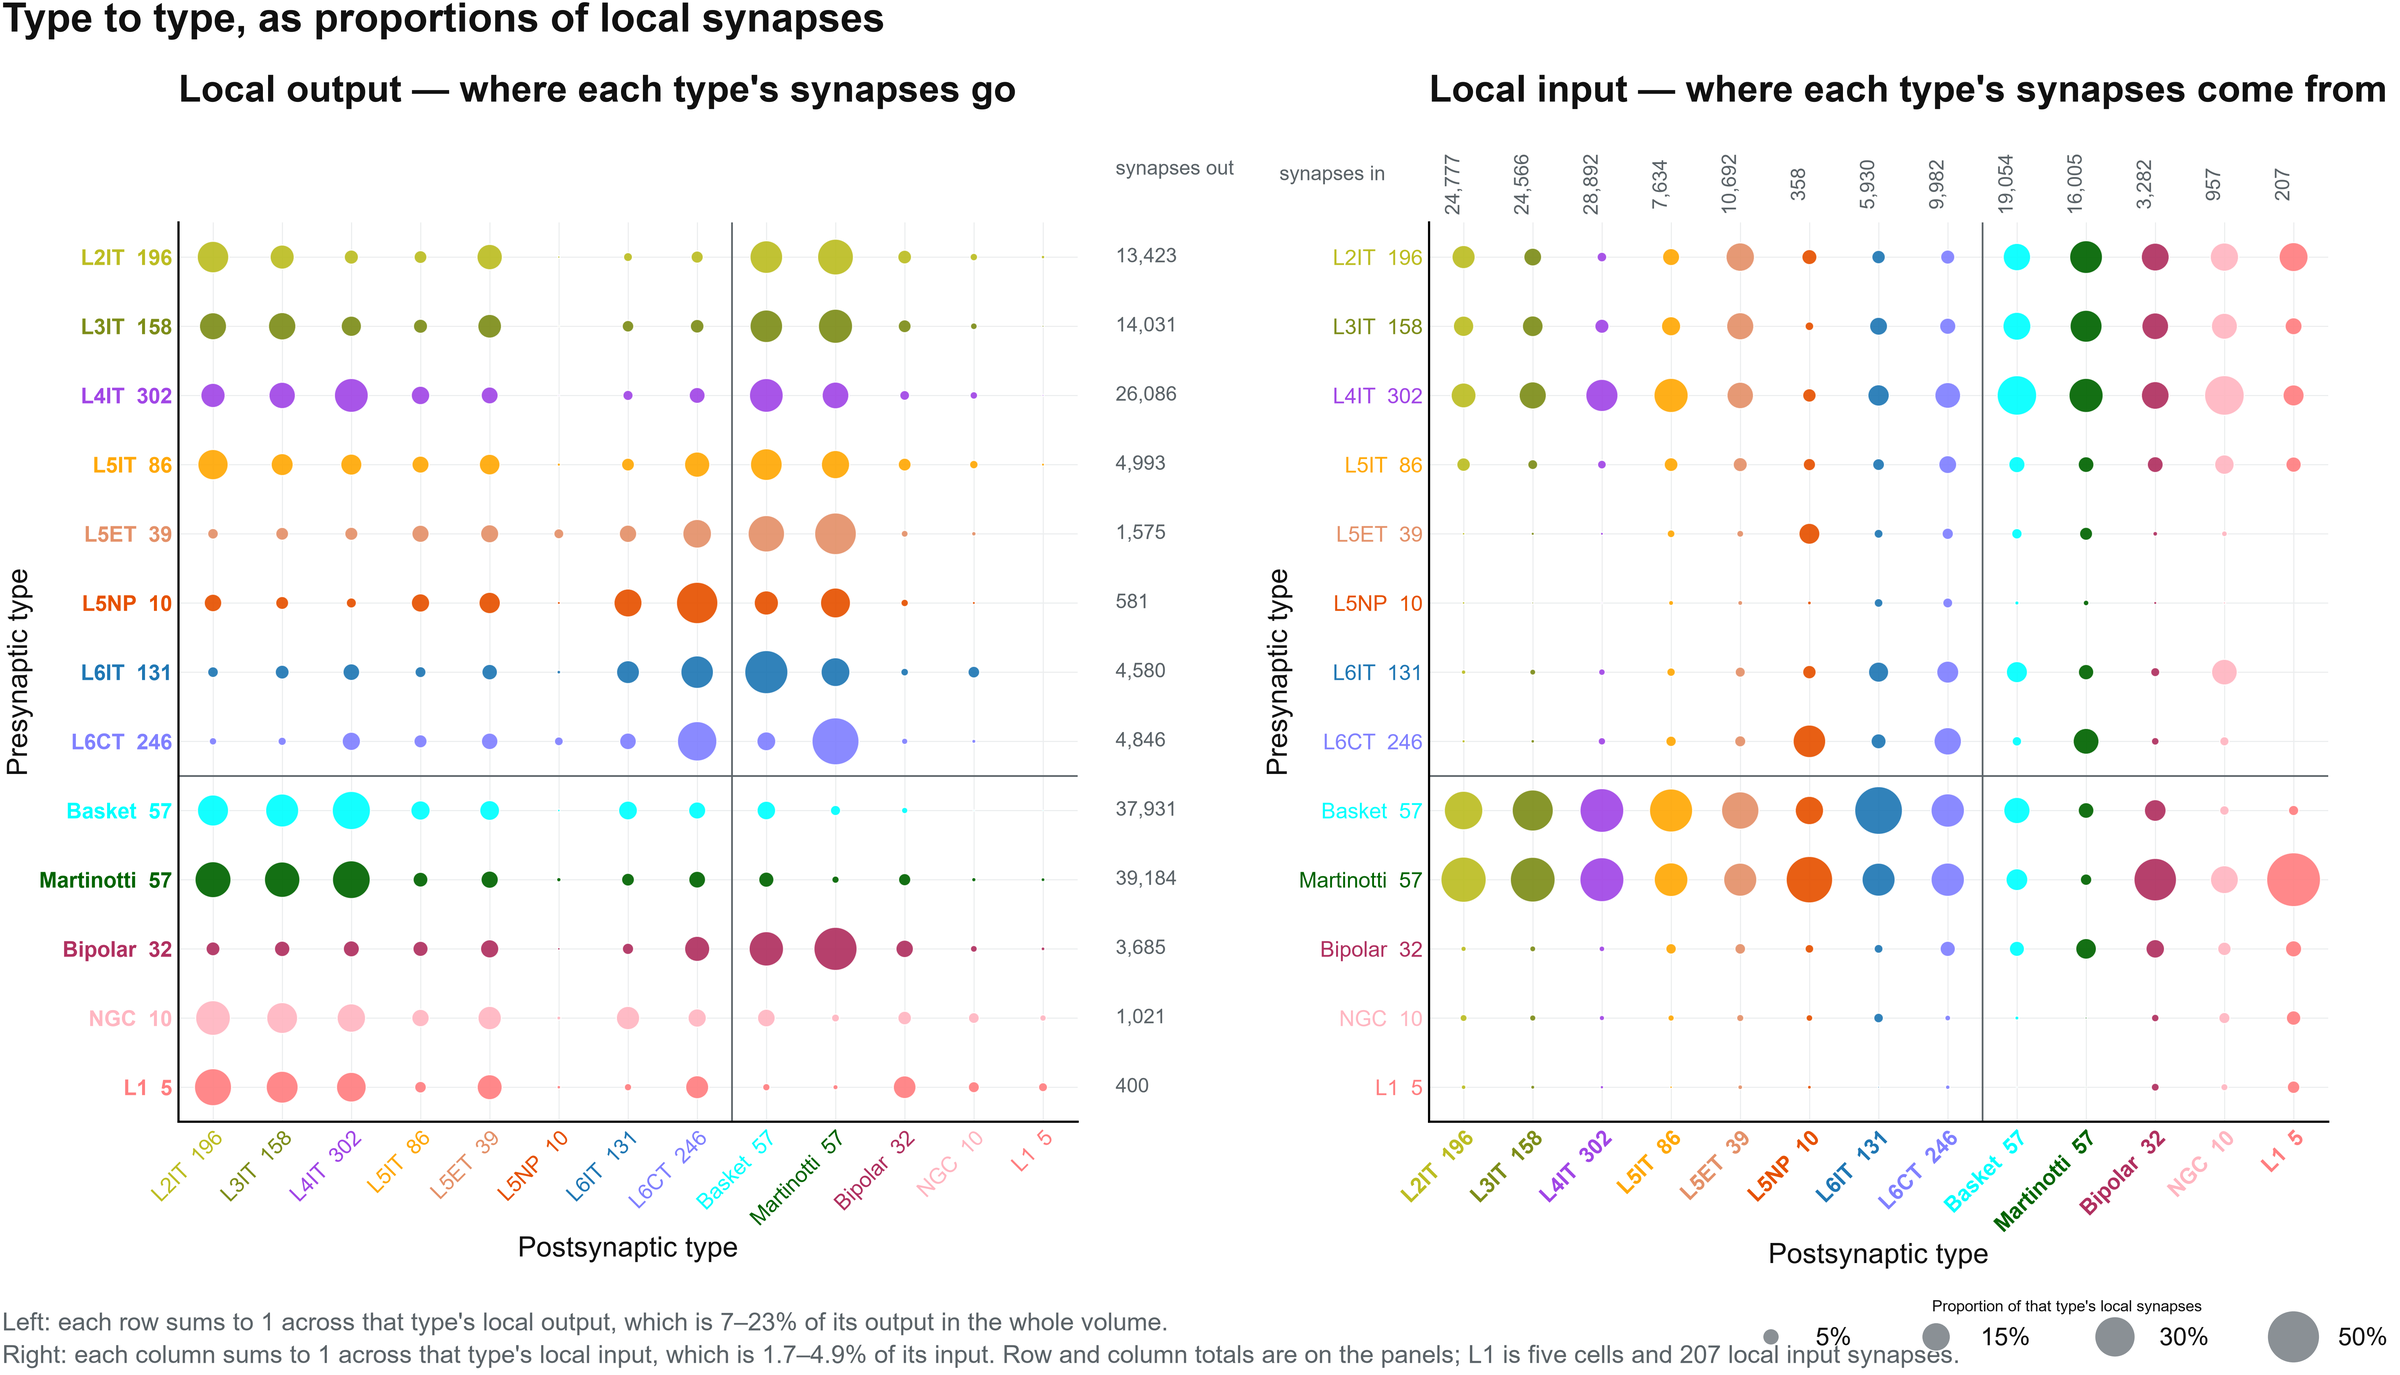 Type to type, as proportions of local synapses
Local output — where each type's synapses go
synapses out
L2IT 196
13,423
L3IT 158
14,031
L4IT 302
26,086
L5IT 86
4,993
L5ET 39
1,575
L5NP 10
581
L6IT 131
4,580
L6CT 246
4,846
Basket 57
37,931
Martinotti 57
39,184
Bipolar 32
3,685
NGC 10
1,021
L1 5
400
Presynaptic type
L2IT 196
L3IT 158
L4IT 302
L5IT 86
L5ET 39
L5NP 10
L6IT 131
L6CT 246
Basket 57
Martinotti 57
Bipolar 32
NGC 10
L1 5
Postsynaptic type
Local input — where each type's synapses come from
synapses in
24,777
24,566
28,892
7,634
10,692
358
5,930
9,982
19,054
16,005
3,282
957
207
L2IT 196
L3IT 158
L4IT 302
L5IT 86
L5ET 39
L5NP 10
L6IT 131
L6CT 246
Basket 57
Martinotti 57
Bipolar 32
NGC 10
L1 5
Presynaptic type
L2IT 196
L3IT 158
L4IT 302
L5IT 86
L5ET 39
L5NP 10
L6IT 131
L6CT 246
Basket 57
Martinotti 57
Bipolar 32
NGC 10
L1 5
Postsynaptic type
Proportion of that type's local synapses
5%
15%
30%
50%
Left: each row sums to 1 across that type's local output, which is 7–23% of its output in the whole volume.
Right: each column sums to 1 across that type's local input, which is 1.7–4.9% of its input. Row and column totals are on the panels; L1 is five cells and 207 local input synapses.